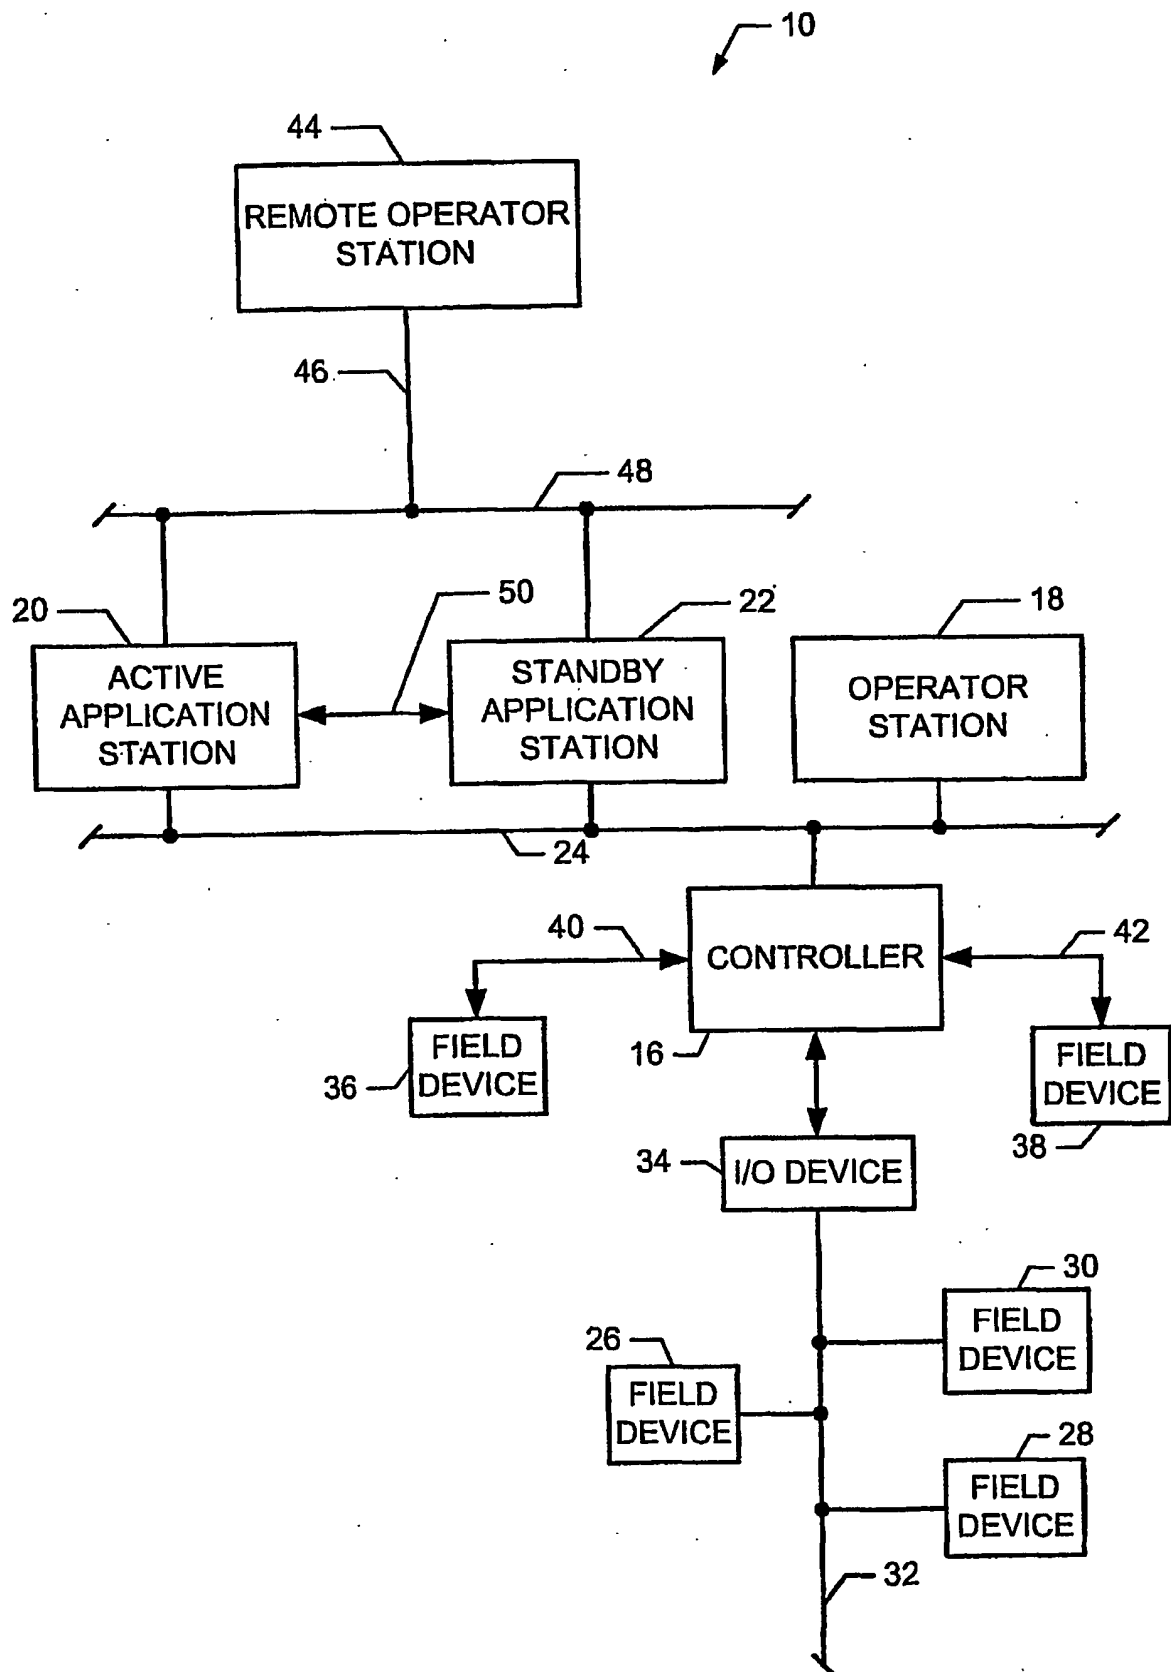 10
44
REMOTE OPERATOR
STATION
46
48
20
50
22
18
ACTIVE
APPLICATION
STATION
STANDBY
APPLICATION
STATION
OPERATOR
STATION
24
40
CONTROLLER
42
16
FIELD
DEVICE
36
FIELD
DEVICE
38
34
I/O DEVICE
30
FIELD
DEVICE
26
FIELD
DEVICE
28
FIELD
DEVICE
32